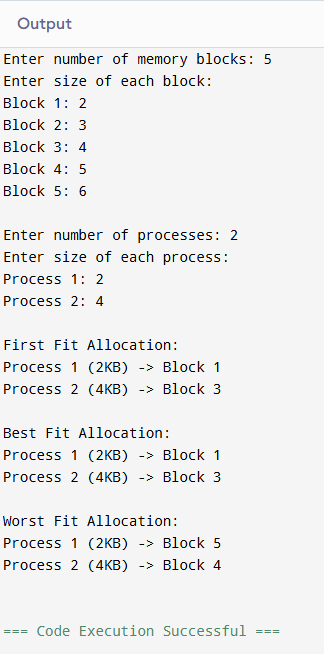 Output
Enter number of memory blocks: 5
Enter size of each block:
Block 1: 2
Block 2: 3
Block 3: 4
Block 4: 5
Block 5: 6
Enter number of processes: 2
Enter size of each process:
Process 1: 2
Process 2: 4
First Fit Allocation:
Process 1 (2KB) -> Block 1
Process 2 (4KB) -> Block 3
Best Fit Allocation:
Process 1 (2KB) -> Block 1
Process 2 (4KB) -> Block 3
Worst Fit Allocation:
Process 1 (2KB) -> Block 5
Process 2 (4KB) -> Block 4
=== Code Execution Successful ===